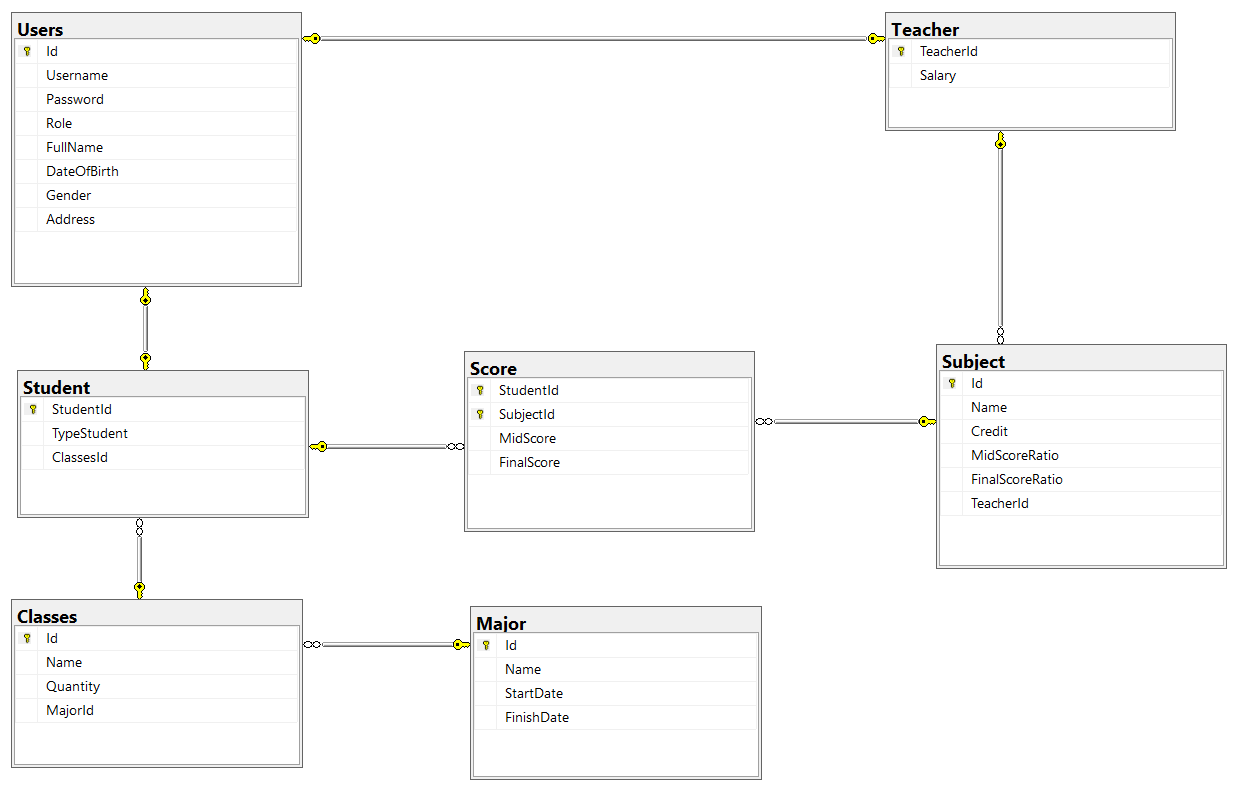 Users
Id
Username
Password
Role
FullName
DateOfBirth
Gender
Address
Teacher
TeacherId
Salary
Student
StudentId
TypeStudent
ClassesId
Score
StudentId
SubjectId
MidScore
FinalScore
Subject
Id
Name
Credit
MidScoreRatio
FinalScoreRatio
TeacherId
Classes
Id
Name
Quantity
MajorId
Major
Id
Name
StartDate
FinishDate